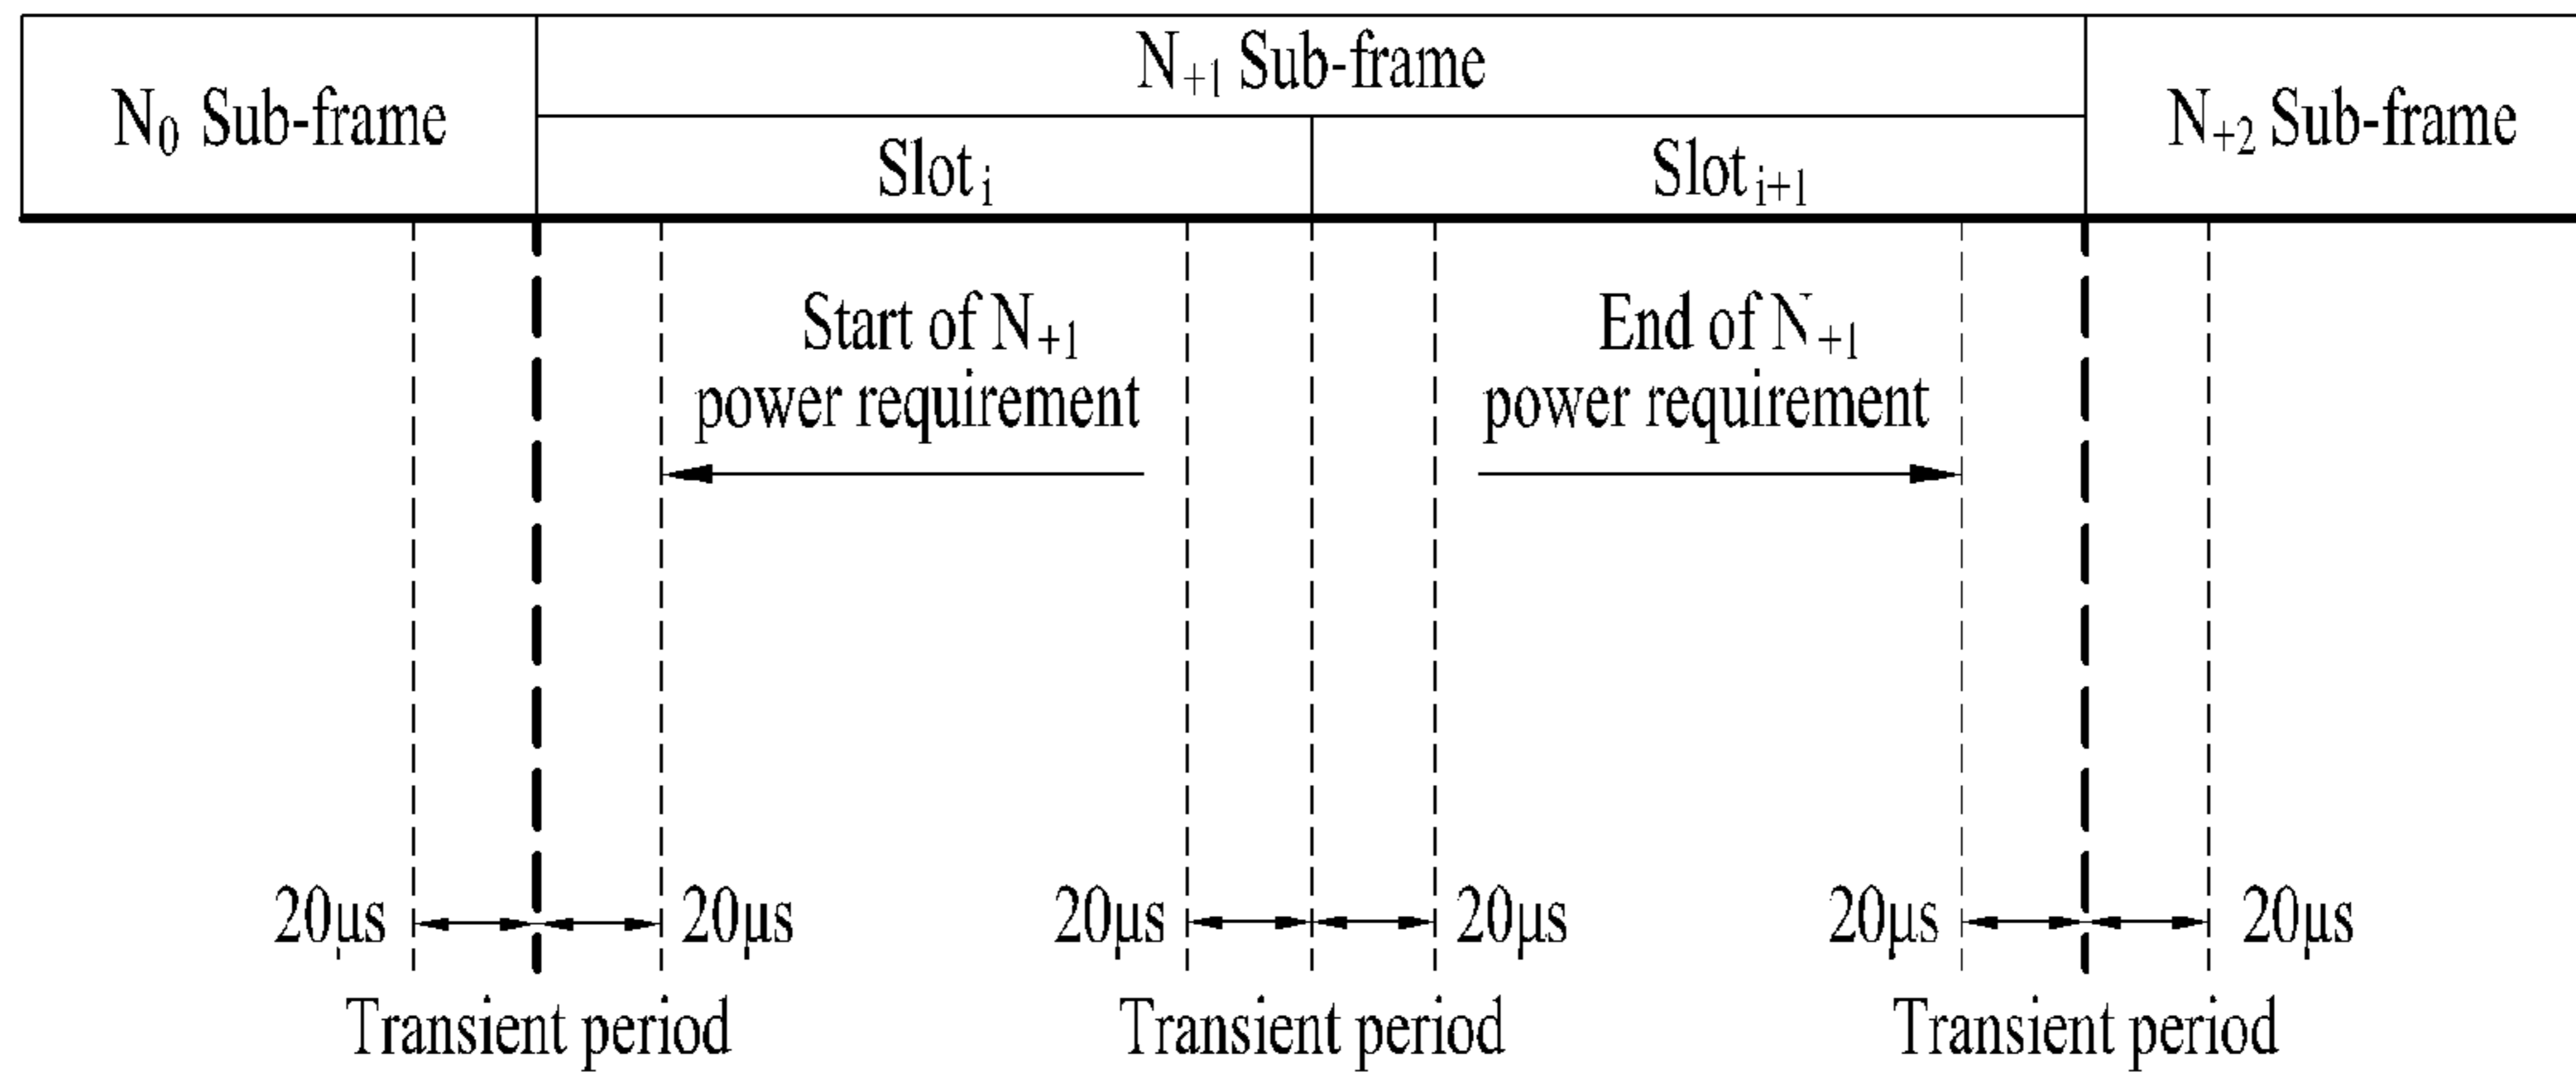 N₀ Sub-frame
N₊₁ Sub-frame
N₊₂ Sub-frame
Slot ᵢ
Slot ᵢ₊₁
Start of N₊₁
power requirement
End of N₊₁
power requirement
20μs
20μs
20μs
20μs
20μs
20μs
Transient period
Transient period
Transient period